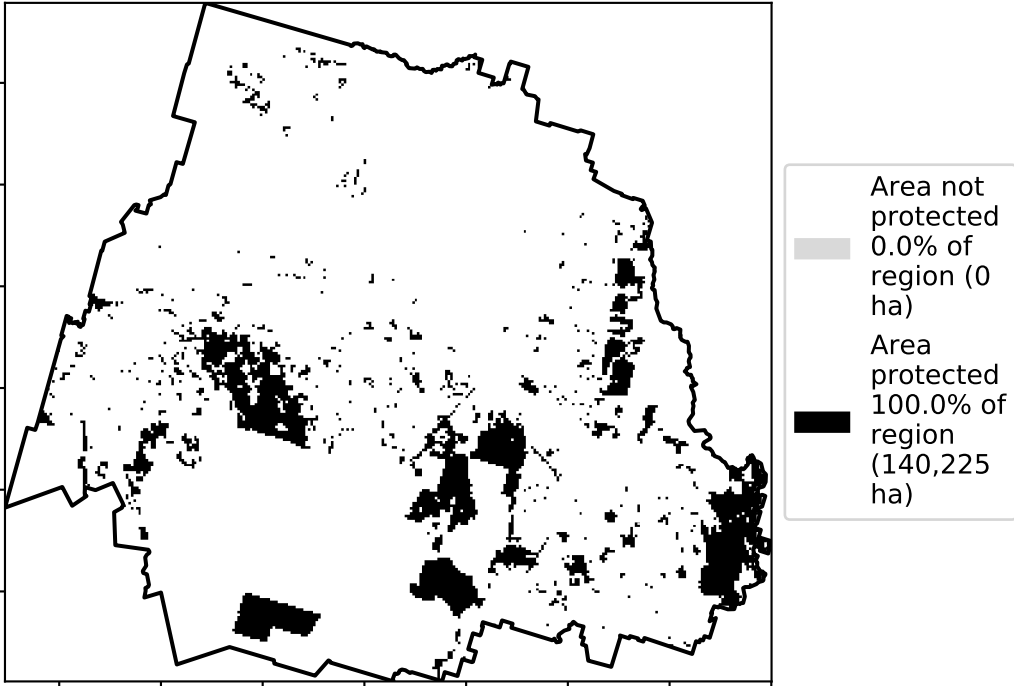 Area not
protected
0.0% of
region (0
ha)
Area
protected
100.0% of
region
(140,225
ha)